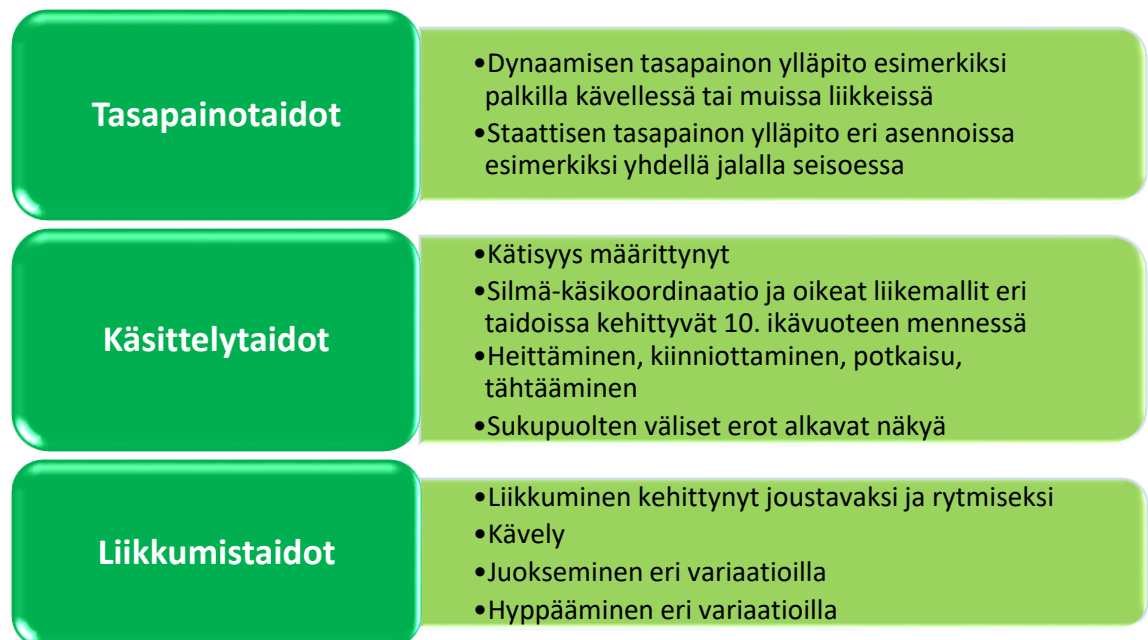 Tasapainotaidot
•Dynaamisen tasapainon ylläpito esimerkiksi
palkilla kävellessä tai muissa liikkeissä
•Staattisen tasapainon ylläpito eri asennoissa
esimerkiksi yhdellä jalalla seisoessa
Käsittelytaidot
•Kätisyys määrittynyt
•Silmä-käsikoordinaatio ja oikeat liikemallit eri
taidoissa kehittyvät 10. ikävuoteen mennessä
•Heittäminen, kiinniottaminen, potkaisu,
tähtääminen
•Sukupuolten väliset erot alkavat näkyä
Liikkumistaidot
•Liikkuminen kehittynyt joustavaksi ja rytmiseksi
•Kävely
•Juokseminen eri variaatioilla
•Hyppääminen eri variaatioilla